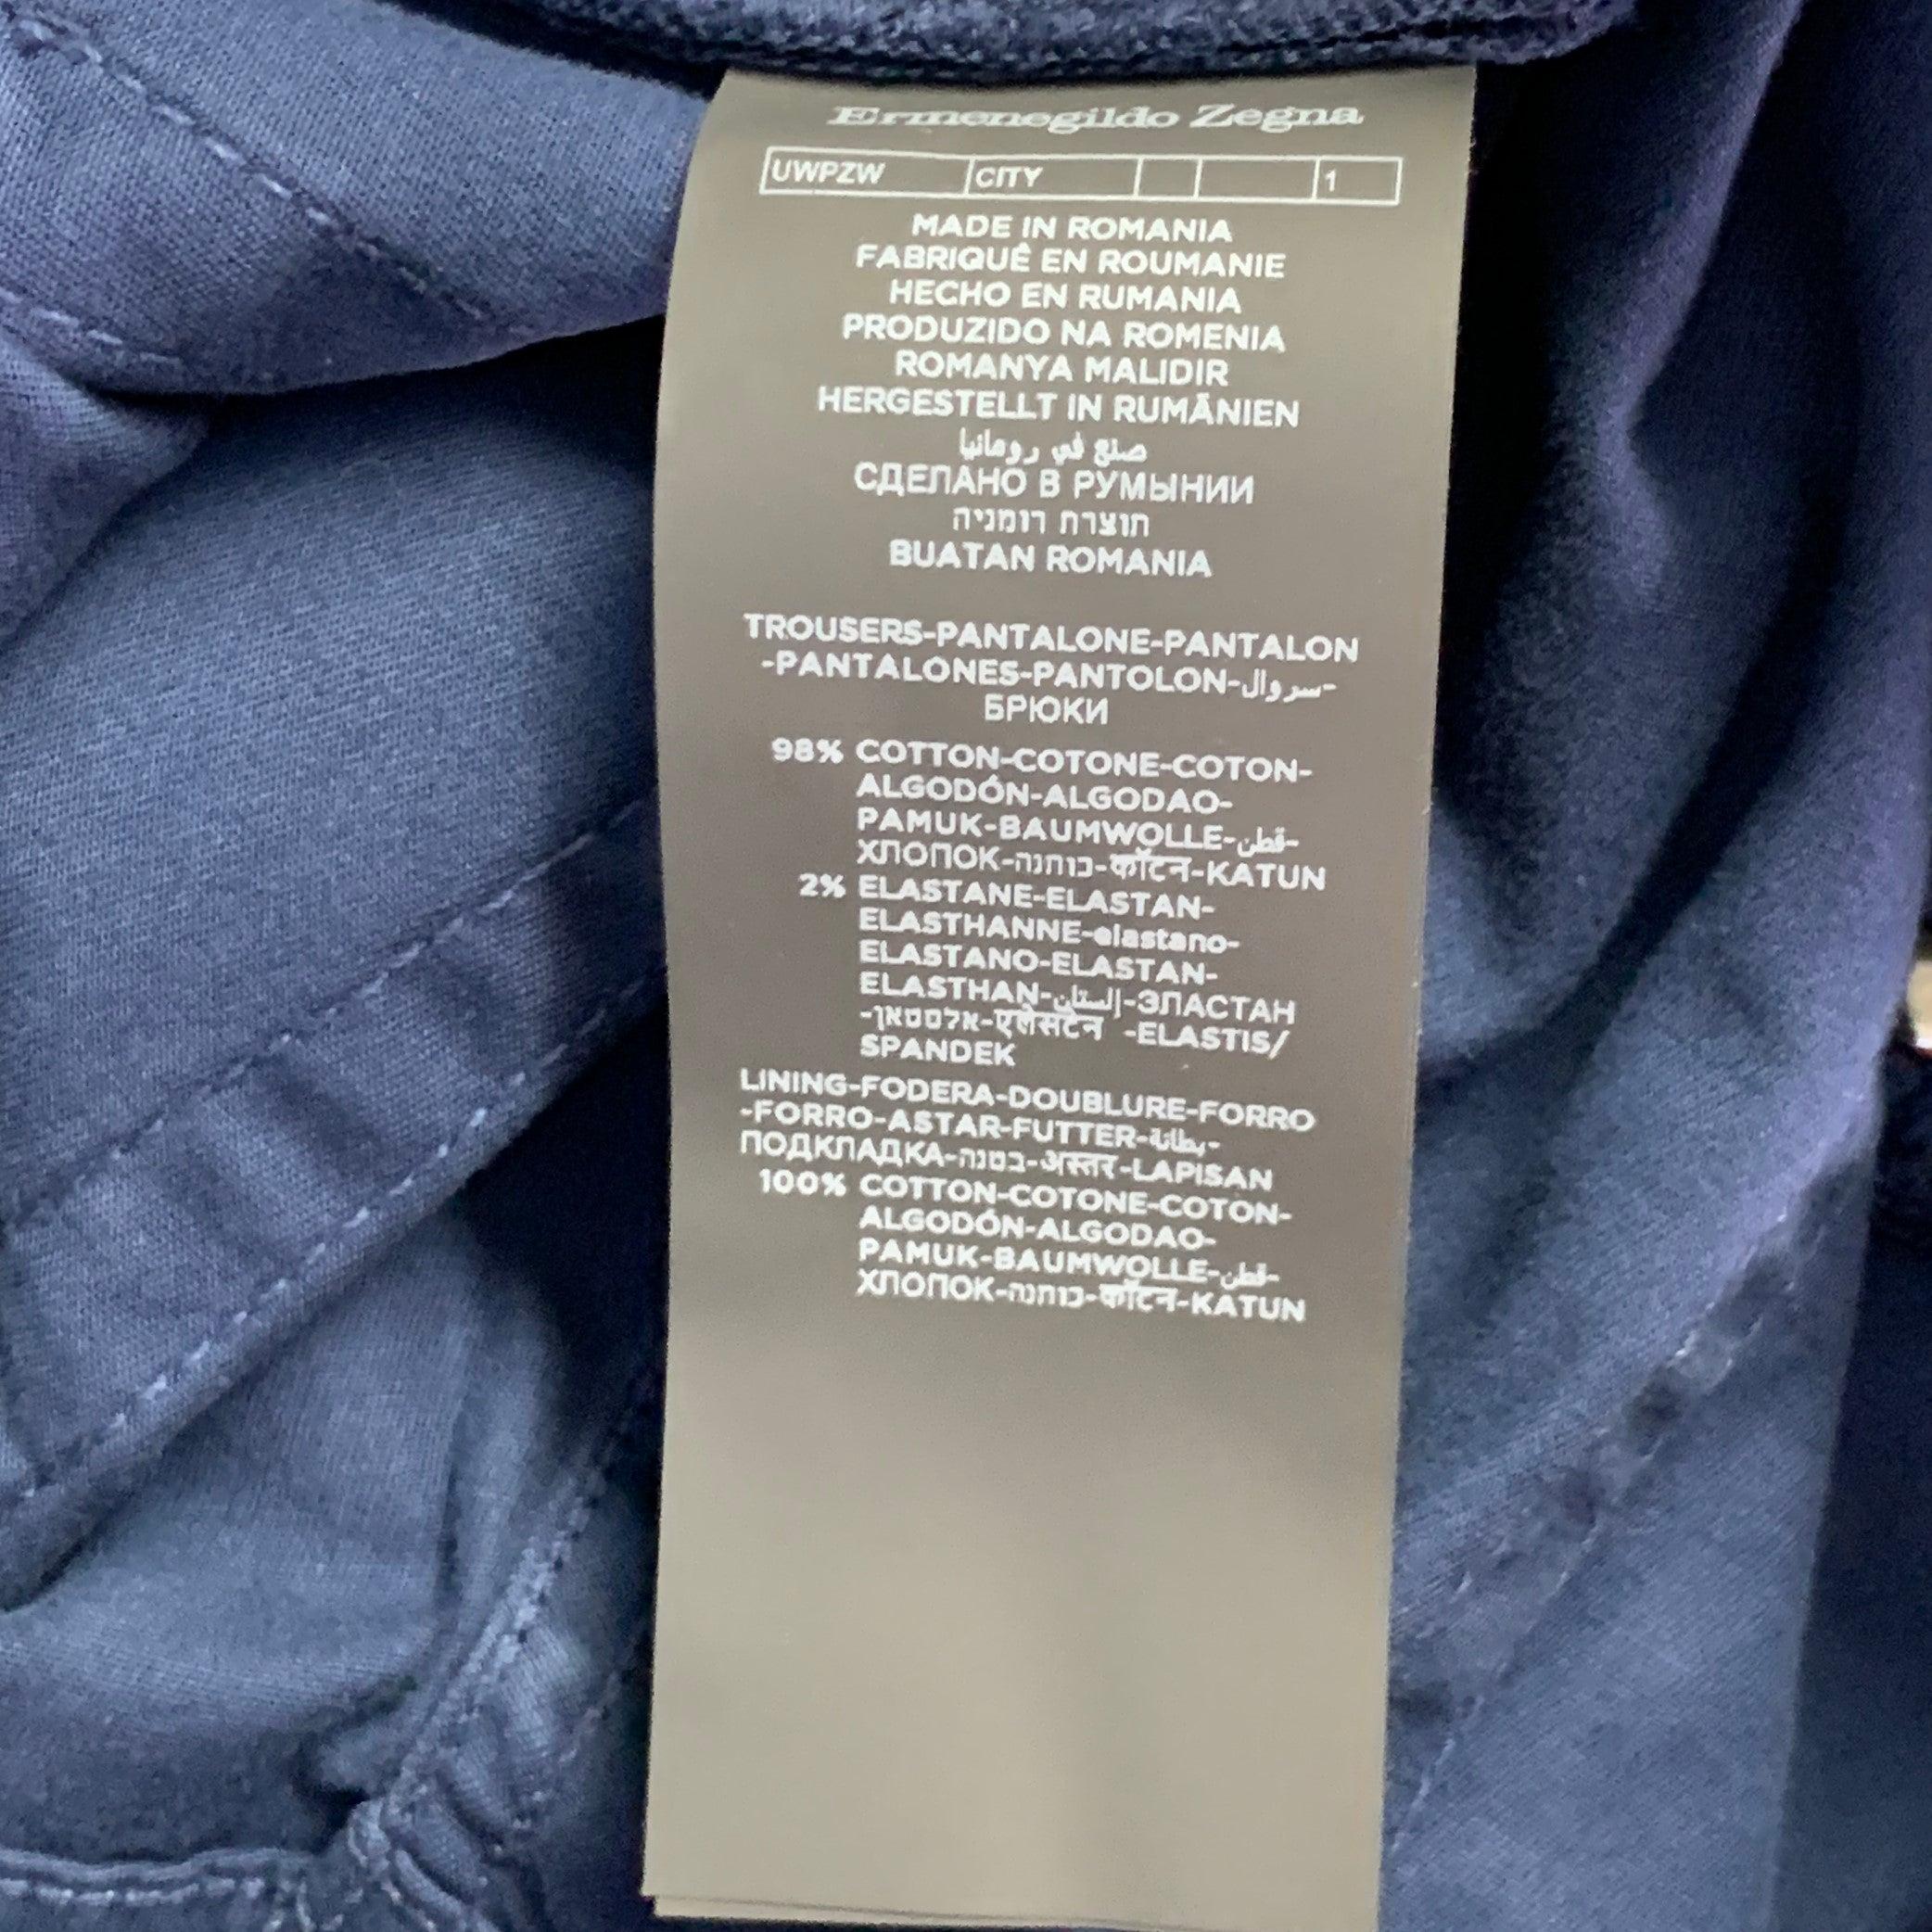 Ermenegildo Zegna
UWPZW CITY 1
MADE IN ROMANIA
FABRIQUÊ EN ROUMANIE
HECHO EN RUMANIA
PRODUZIDO NA ROMENIA
ROMANYA MALIDIR
HERGESTELLT IN RUMÄNIEN
صنع في رومانيا
СДЕЛАНО В РУМЫНИИ
תוצרת רומניה
BUATAN ROMANIA
TROUSERS-PANTALONE-PANTALON
-PANTALONES-PANTOLON-سروال-
БРЮКИ
98% COTTON-COTONE-COTON-
ALGODÓN-ALGODAO-
PAMUK-BAUMWOLLE-قطن-
ХЛОПОК-כותנה-कॉटन-KATUN
2% ELASTANE-ELASTAN-
ELASTHANNE-elastano-
ELASTANO-ELASTAN-
ELASTHAN-إلستان-ЭЛАСТАН
-אלסטאן-एलेसटेन -ELASTIS/
SPANDEK
LINING-FODERA-DOUBLURE-FORRO
-FORRO-ASTAR-FUTTER-بطانة-
ПОДКЛАДКА-בטנה-अस्तर-LAPISAN
100% COTTON-COTONE-COTON-
ALGODÓN-ALGODAO-
PAMUK-BAUMWOLLE-قطن-
ХЛОПОК-כותנה-कॉटन-KATUN